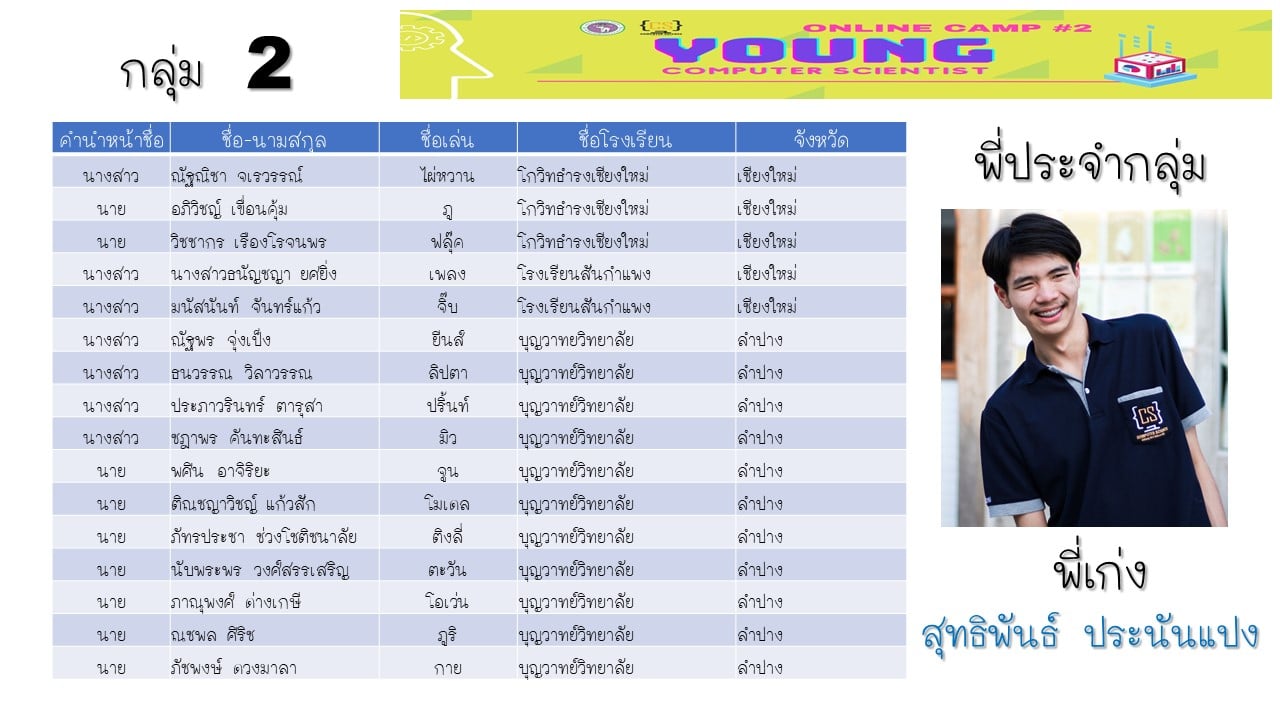 กลุ่ม 2
ONLINE CAMP #2
CS
YOUNG
COMPUTER SCIENTIST
คำนำหน้าชื่อ ชื่อ-นามสกุล ชื่อเล่น ชื่อโรงเรียน จังหวัด
นางสาว ณัฐณิชา จเรวรรณ์ ไผ่หวาน โกวิทธำรงเชียงใหม่ เชียงใหม่
นาย อภิวิชญ์ เขื่อนคุ้ม ภู โกวิทธำรงเชียงใหม่ เชียงใหม่
นาย วิชชากร เรืองโรจนพร ฟลุ๊ค โกวิทธำรงเชียงใหม่ เชียงใหม่
นางสาว นางสาวธนัญชญา ยศยิ่ง เพลง โรงเรียนสันกำแพง เชียงใหม่
นางสาว มนัสนันท์ จันทร์แก้ว จิ๊บ โรงเรียนสันกำแพง เชียงใหม่
นางสาว ณัฐพร จุ่งเป็ง ยีนส์ บุญวาทยวิทยาลัย ลำปาง
นางสาว ธนวรรณ วิลาวรรณ ลิปตา บุญวาทย์วิทยาลัย ลำปาง
นางสาว ประภาวรินทร์ ตารุสา ปริ้นท์ บุญวาทย์วิทยาลัย ลำปาง
นางสาว ชฎาพร คันทะสินธ์ มิว บุญวาทย์วิทยาลัย ลำปาง
นาย พศิน อาจิริยะ จูน บุญวาทย์วิทยาลัย ลำปาง
นาย ติณชญาวิชญ์ แก้วสัก โมเดล บุญวาทย์วิทยาลัย ลำปาง
นาย ภัทรประชา ช่วงโชติชนาลัย ติงลี่ บุญวาทย์วิทยาลัย ลำปาง
นาย นับพระพร วงศ์สรรเสริญ ตะวัน บุญวาทย์วิทยาลัย ลำปาง
นาย ภาณุพงศ์ ต่างเกษี โอเว่น บุญวาทย์วิทยาลัย ลำปาง
นาย ณชพล ศิริช ภูริ บุญวาทย์วิทยาลัย ลำปาง
นาย ภัชพงษ์ ดวงมาลา กาย บุญวาทย์วิทยาลัย ลำปาง
พี่ประจำกลุ่ม
CS
พี่เก่ง
สุทธิพันธ์ ประนันแปง